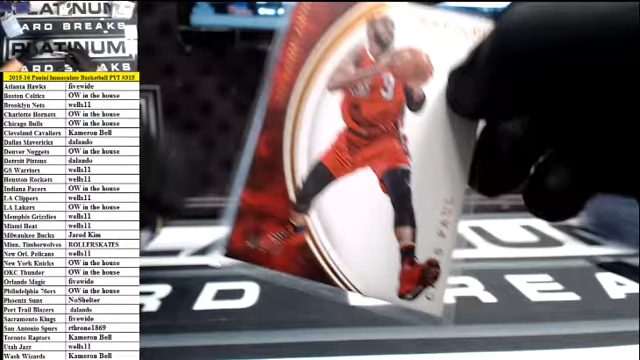 PLATINUM
ARD BREAKS
PLATINUM
2015-16 Panini Immaculate Basketball PYT #315
Atlanta Hawks fivewide
Boston Celtics OW in the house
Brooklyn Nets wells11
Charlotte Hornets OW in the house
Chicago Bulls OW in the house
Cleveland Cavaliers Kameron Bell
Dallas Mavericks dalando
Denver Nuggets OW in the house
Detroit Pistons dalando
GS Warriors wells11
Houston Rockets wells11
Indiana Pacers OW in the house
LA Clippers wells11
LA Lakers OW in the house
Memphis Grizzlies wells11
Miami Heat wells11
Milwaukee Bucks Jared Kim
Minn. Timberwolves ROLLERSKATES
New Orl. Pelicans wells11
New York Knicks OW in the house
OKC Thunder OW in the house
Orlando Magic fivewide
Philadelphia 76ers OW in the house
Phoenix Suns NoShelter
Port Trail Blazers dalando
Sacramento Kings fivewide
San Antonio Spurs rthrone1869
Toronto Raptors Kameron Bell
Utah Jazz wells11
Wash Wizards Kameron Bell
3
PAUL
RD BREA